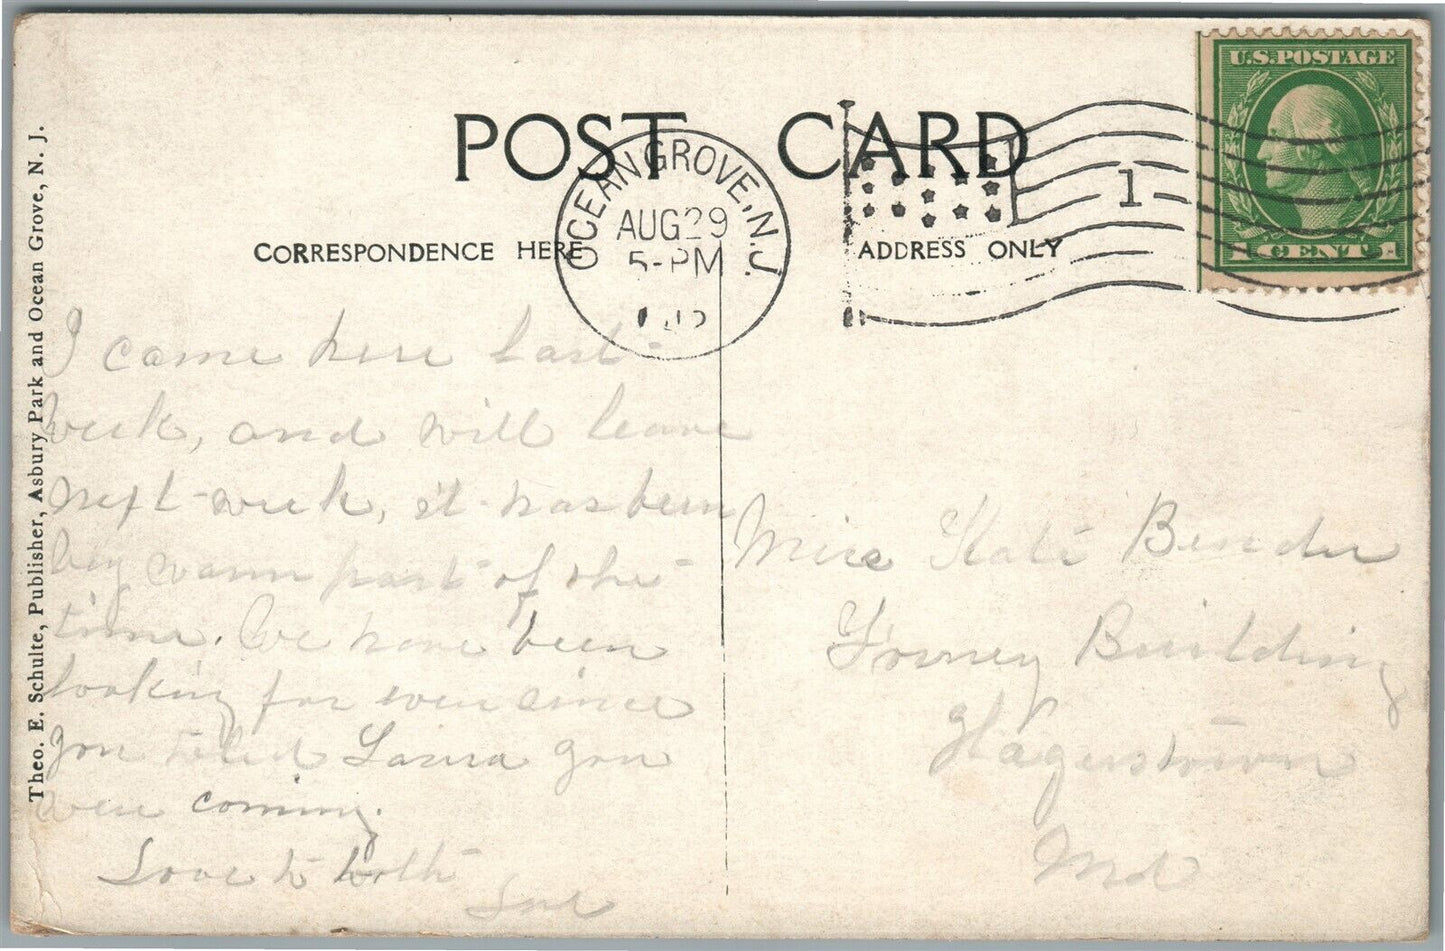 POST CARD
CORRESPONDENCE HERE
ADDRESS ONLY
Theo. E. Schulte, Publisher, Asbury Park and Ocean Grove, N. J.
OCEAN GROVE, N.J.
AUG 29
5-PM
1
U.S. POSTAGE
1 CENT 1
I came here last
week, and will leave
next week, it has been
very warm part of the
time. We have been
looking for ever since
you told Laura you
were coming.
Love to both
Sue
Miss Kate Bender
Forney Building
Hagerstown
Md